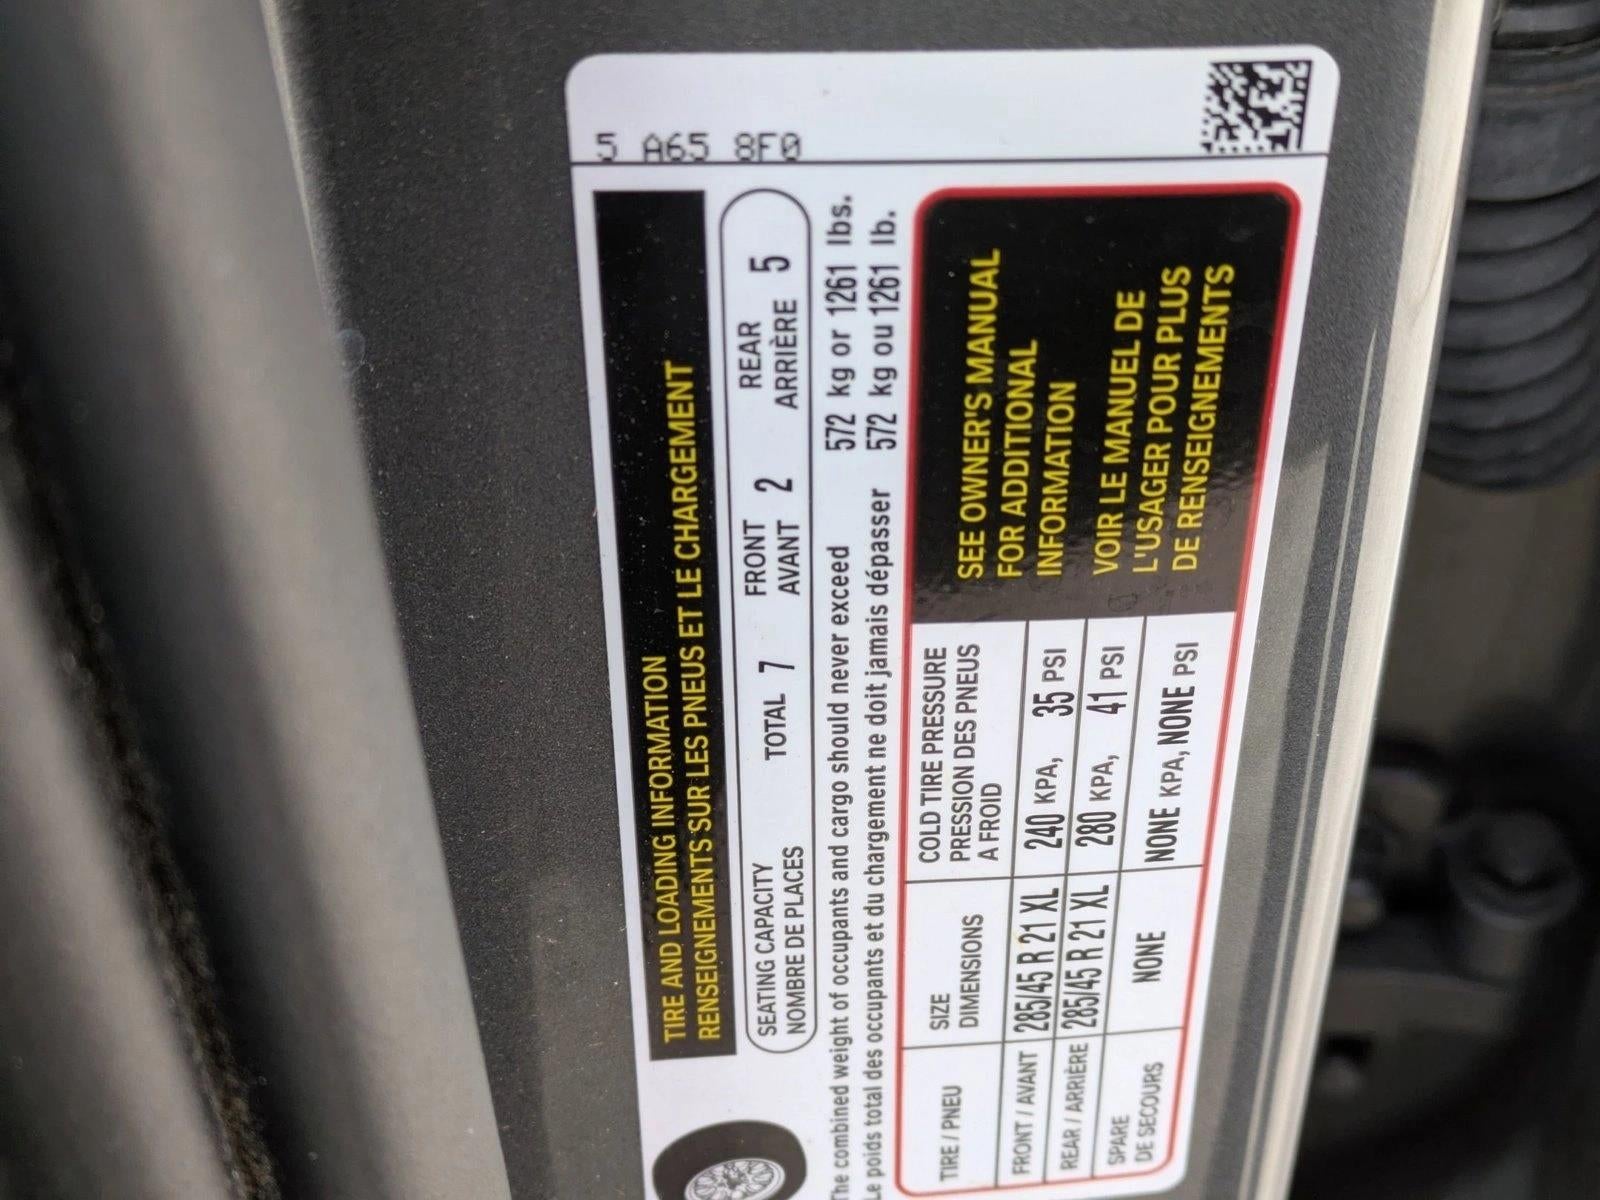 5 A65 8F0
TIRE AND LOADING INFORMATION
RENSEIGNEMENTS SUR LES PNEUS ET LE CHARGEMENT
SEATING CAPACITY
NOMBRE DE PLACES
TOTAL 7
FRONT
AVANT 2
REAR
ARRIÈRE 5
The combined weight of occupants and cargo should never exceed 572 kg or 1261 lbs.
Le poids total des occupants et du chargement ne doit jamais dépasser 572 kg ou 1261 lb.
TIRE / PNEU
SIZE
DIMENSIONS
COLD TIRE PRESSURE
PRESSION DES PNEUS
A FROID
FRONT / AVANT 285/45 R 21 XL 240 KPA, 35 PSI
REAR / ARRIÈRE 285/45 R 21 XL 280 KPA, 41 PSI
SPARE
DE SECOURS
NONE
NONE KPA, NONE PSI
SEE OWNER'S MANUAL
FOR ADDITIONAL
INFORMATION
VOIR LE MANUEL DE
L'USAGER POUR PLUS
DE RENSEIGNEMENTS